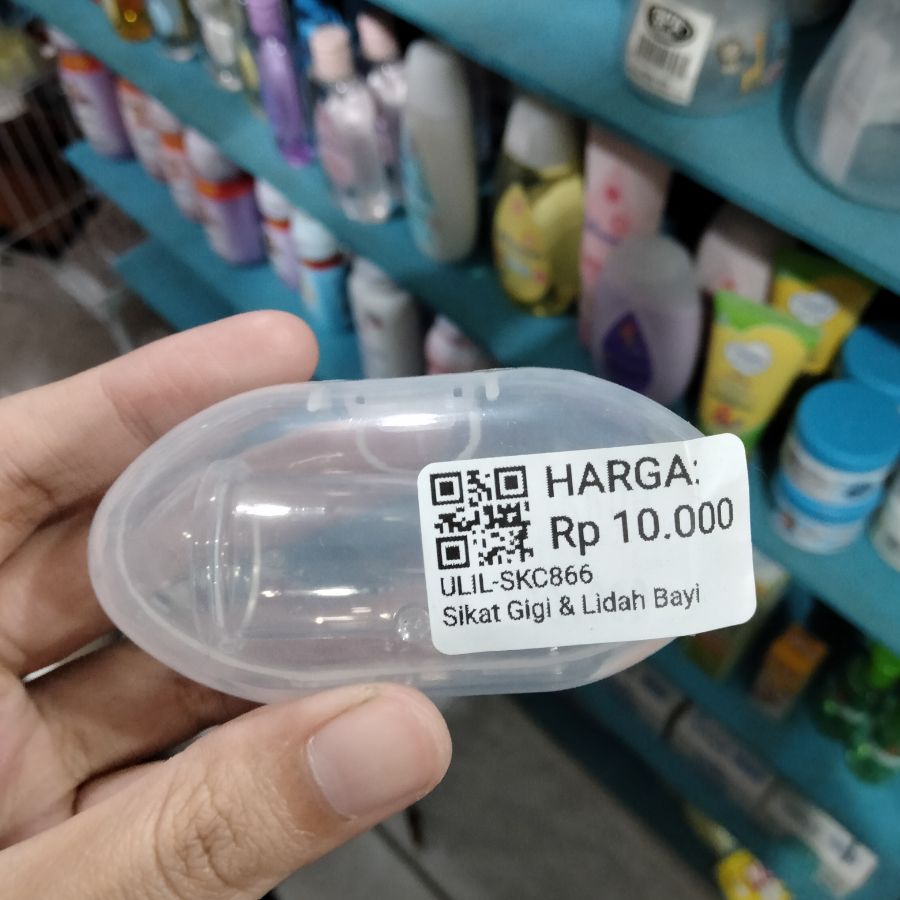 HARGA:
Rp 10.000
ULIL-SKC866
Sikat Gigi & Lidah Bayi